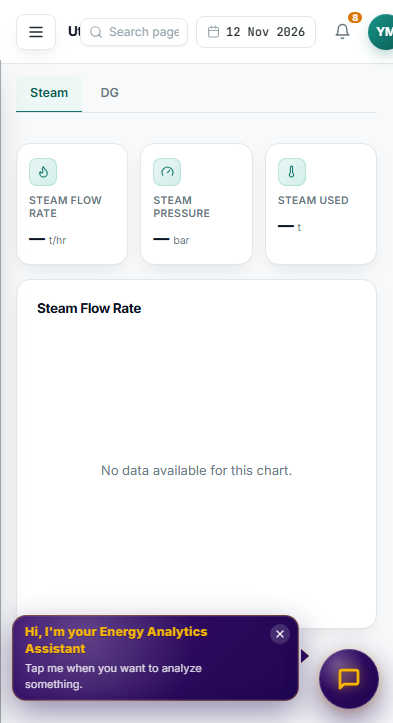 Ut
Search page
12 Nov 2026
8
YM
Steam
DG
STEAM FLOW
RATE
— t/hr
STEAM
PRESSURE
— bar
STEAM USED
— t
Steam Flow Rate
No data available for this chart.
Hi, I'm your Energy Analytics
Assistant
Tap me when you want to analyze
something.